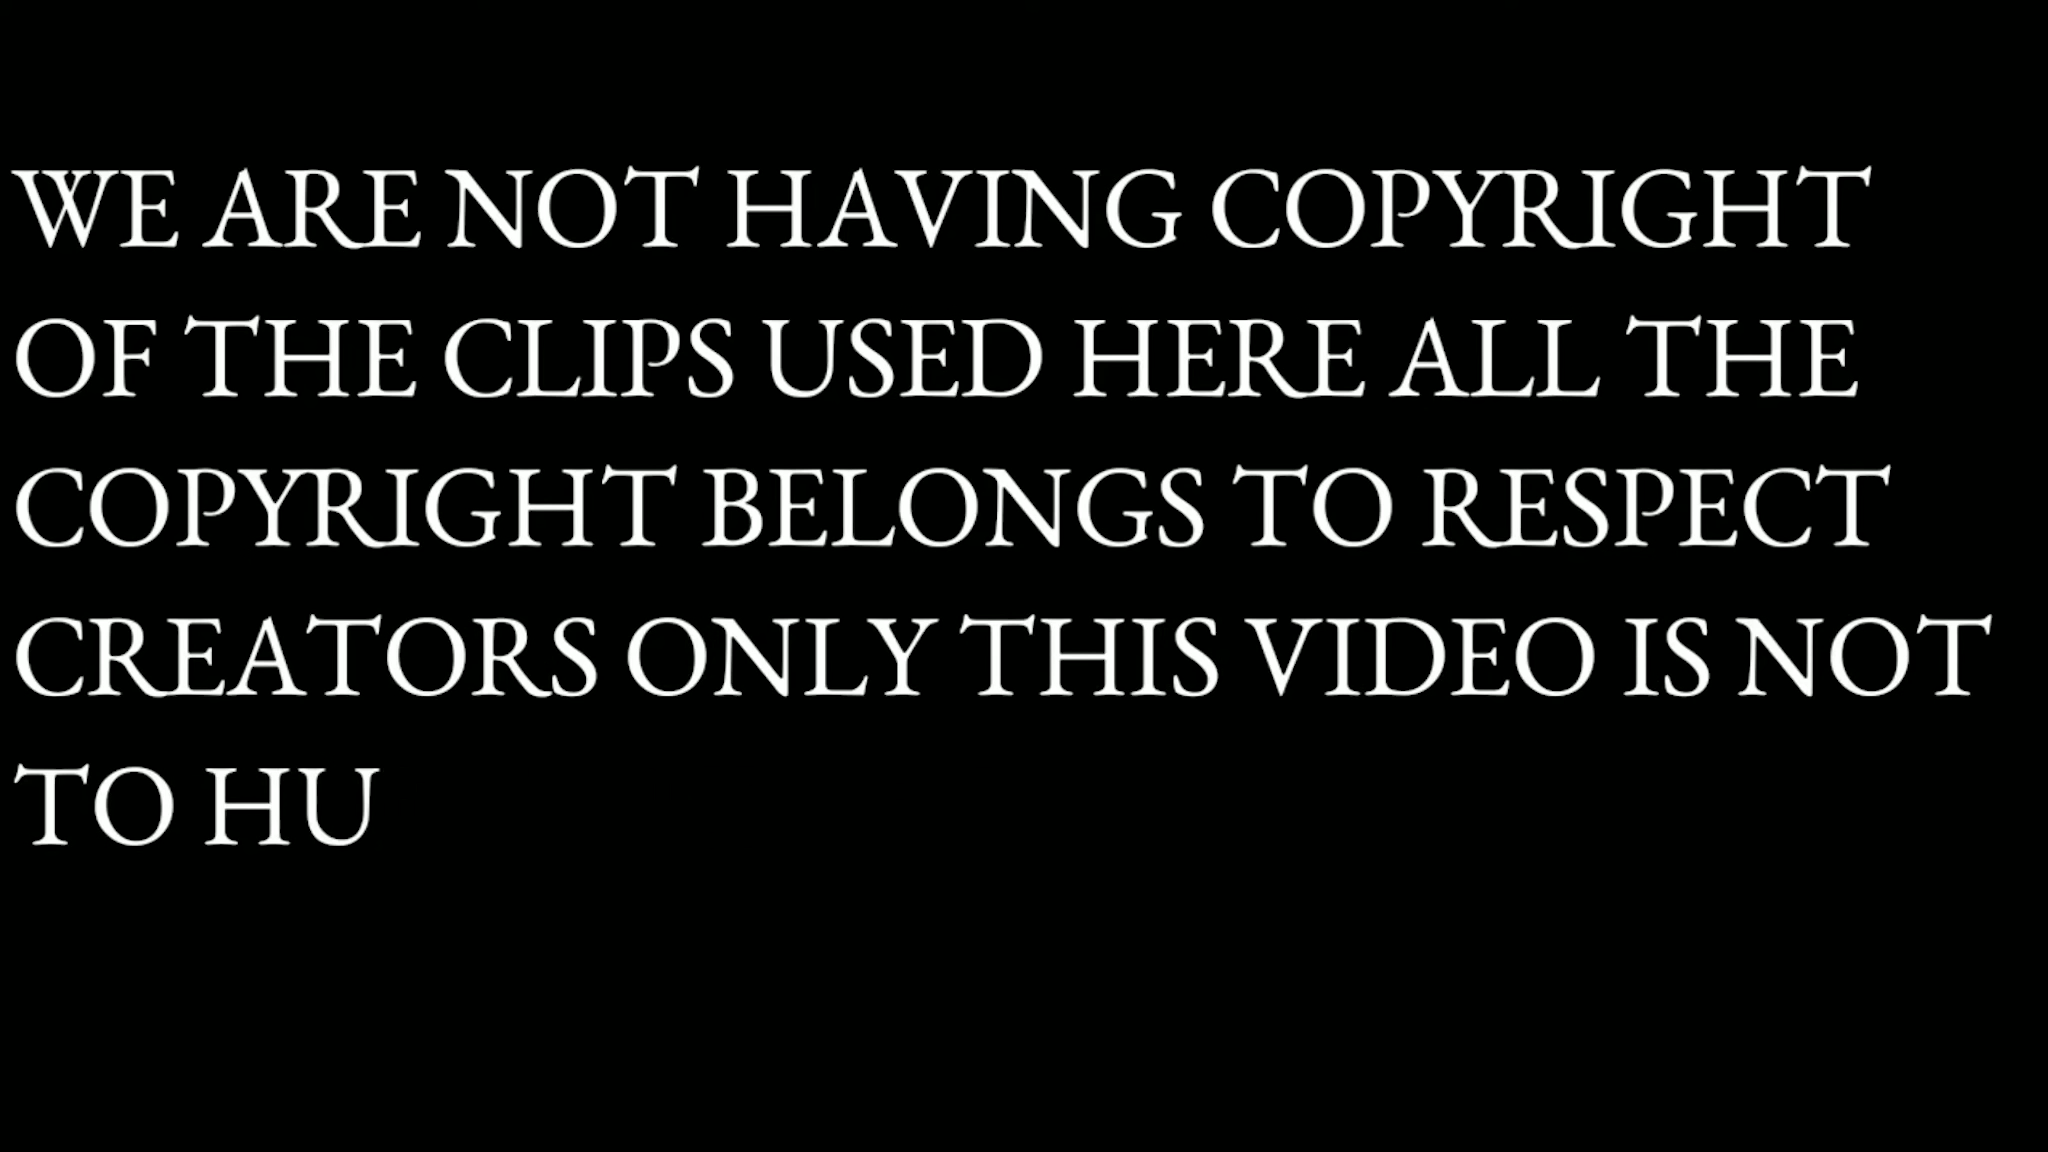 WE ARE NOT HAVING COPYRIGHT
OF THE CLIPS USED HERE ALL THE
COPYRIGHT BELONGS TO RESPECT
CREATORS ONLY THIS VIDEO IS NOT
TO HU